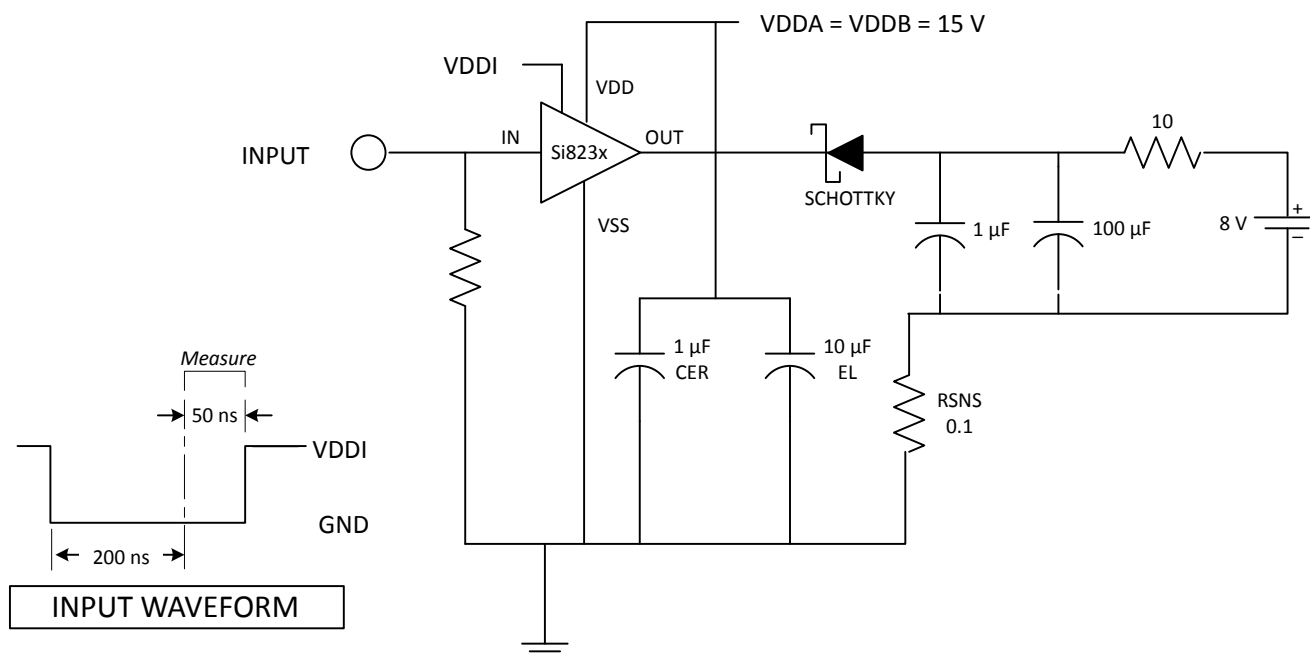 VDDA = VDDB = 15 V
VDDI
VDD
10
INPUT
IN
Si823x
OUT
SCHOTTKY
VSS
1 µF
100 µF
8 V
+
–
1 µF
CER
10 µF
EL
RSNS
0.1
Measure
50 ns
VDDI
GND
200 ns
INPUT WAVEFORM